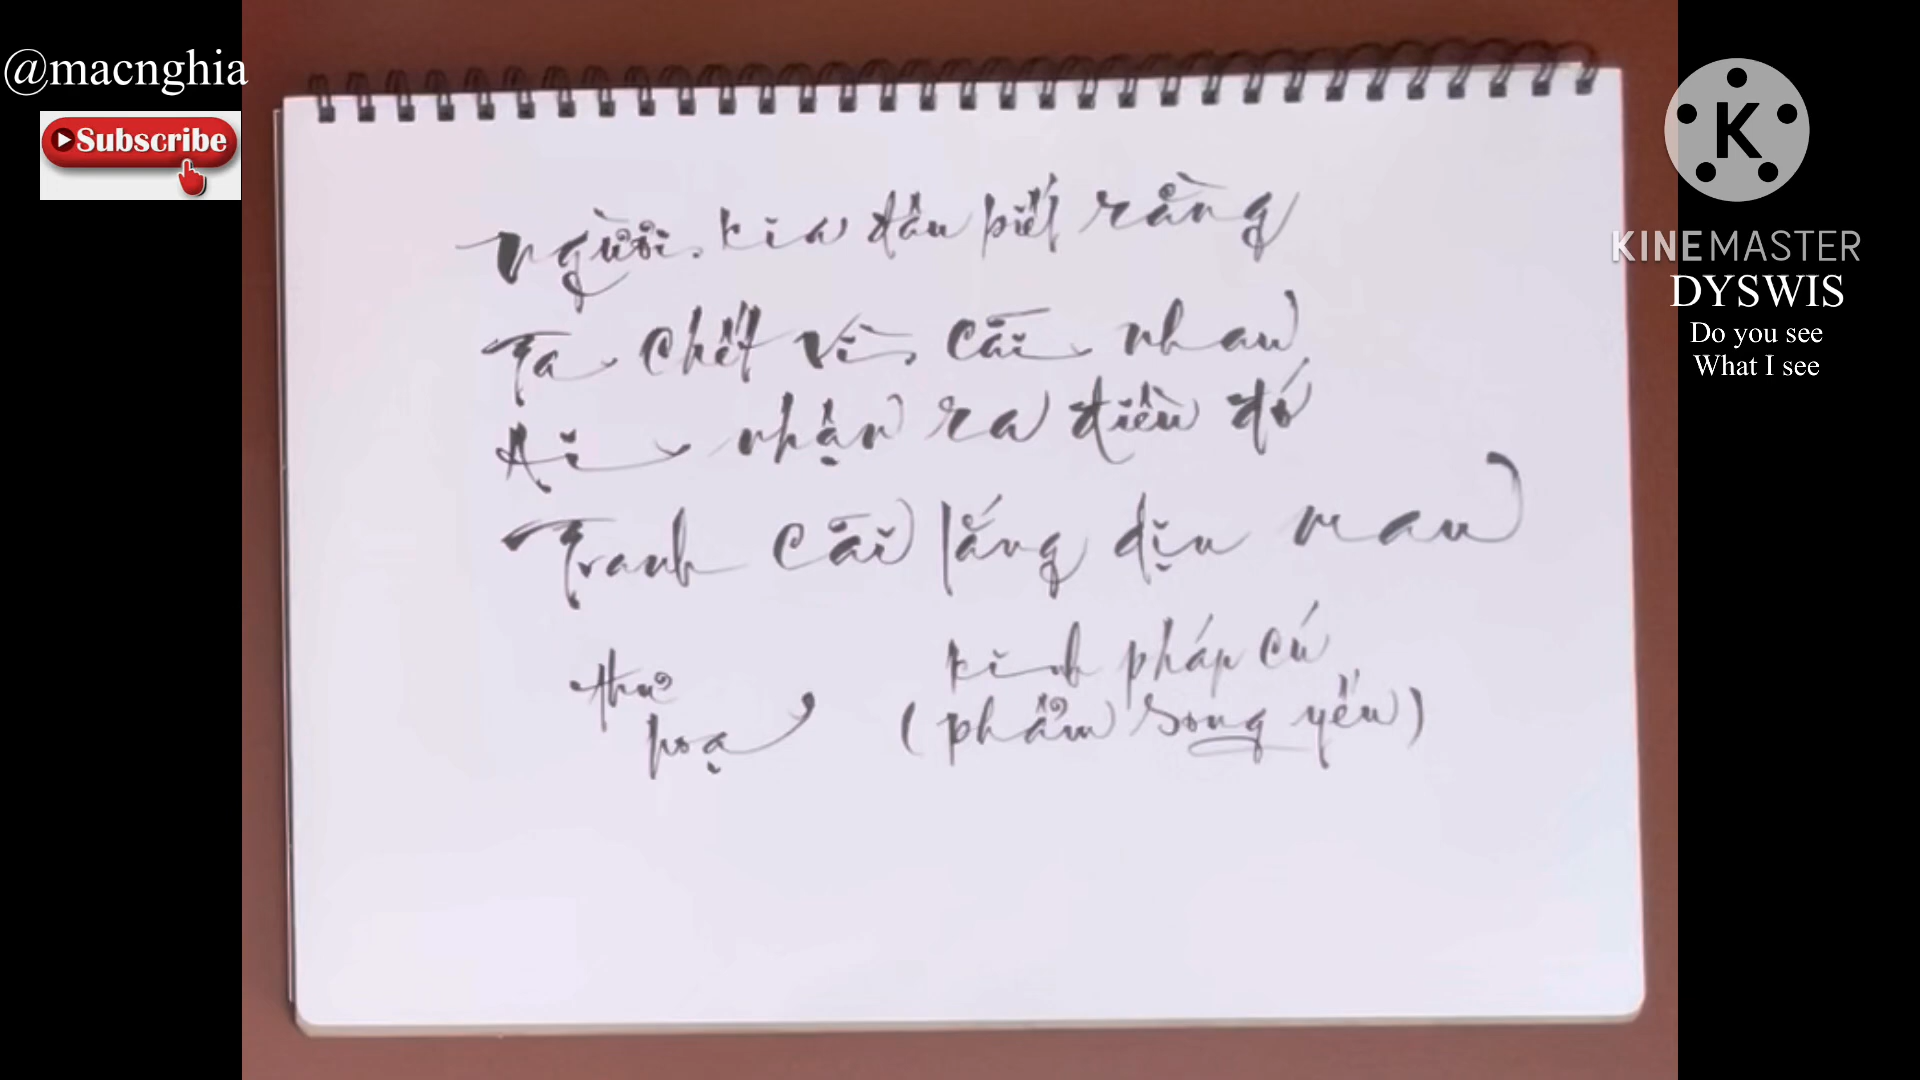 @macnghia
Subscribe
Người kia đâu biết rằng
Ta chết vì cãi nhau
Ai nhận ra điều đó
Tranh cãi lắng dịu mau
thư
hoạ
kinh pháp cú
(phẩm song yếu)
K
KINEMASTER
DYSWIS
Do you see
What I see